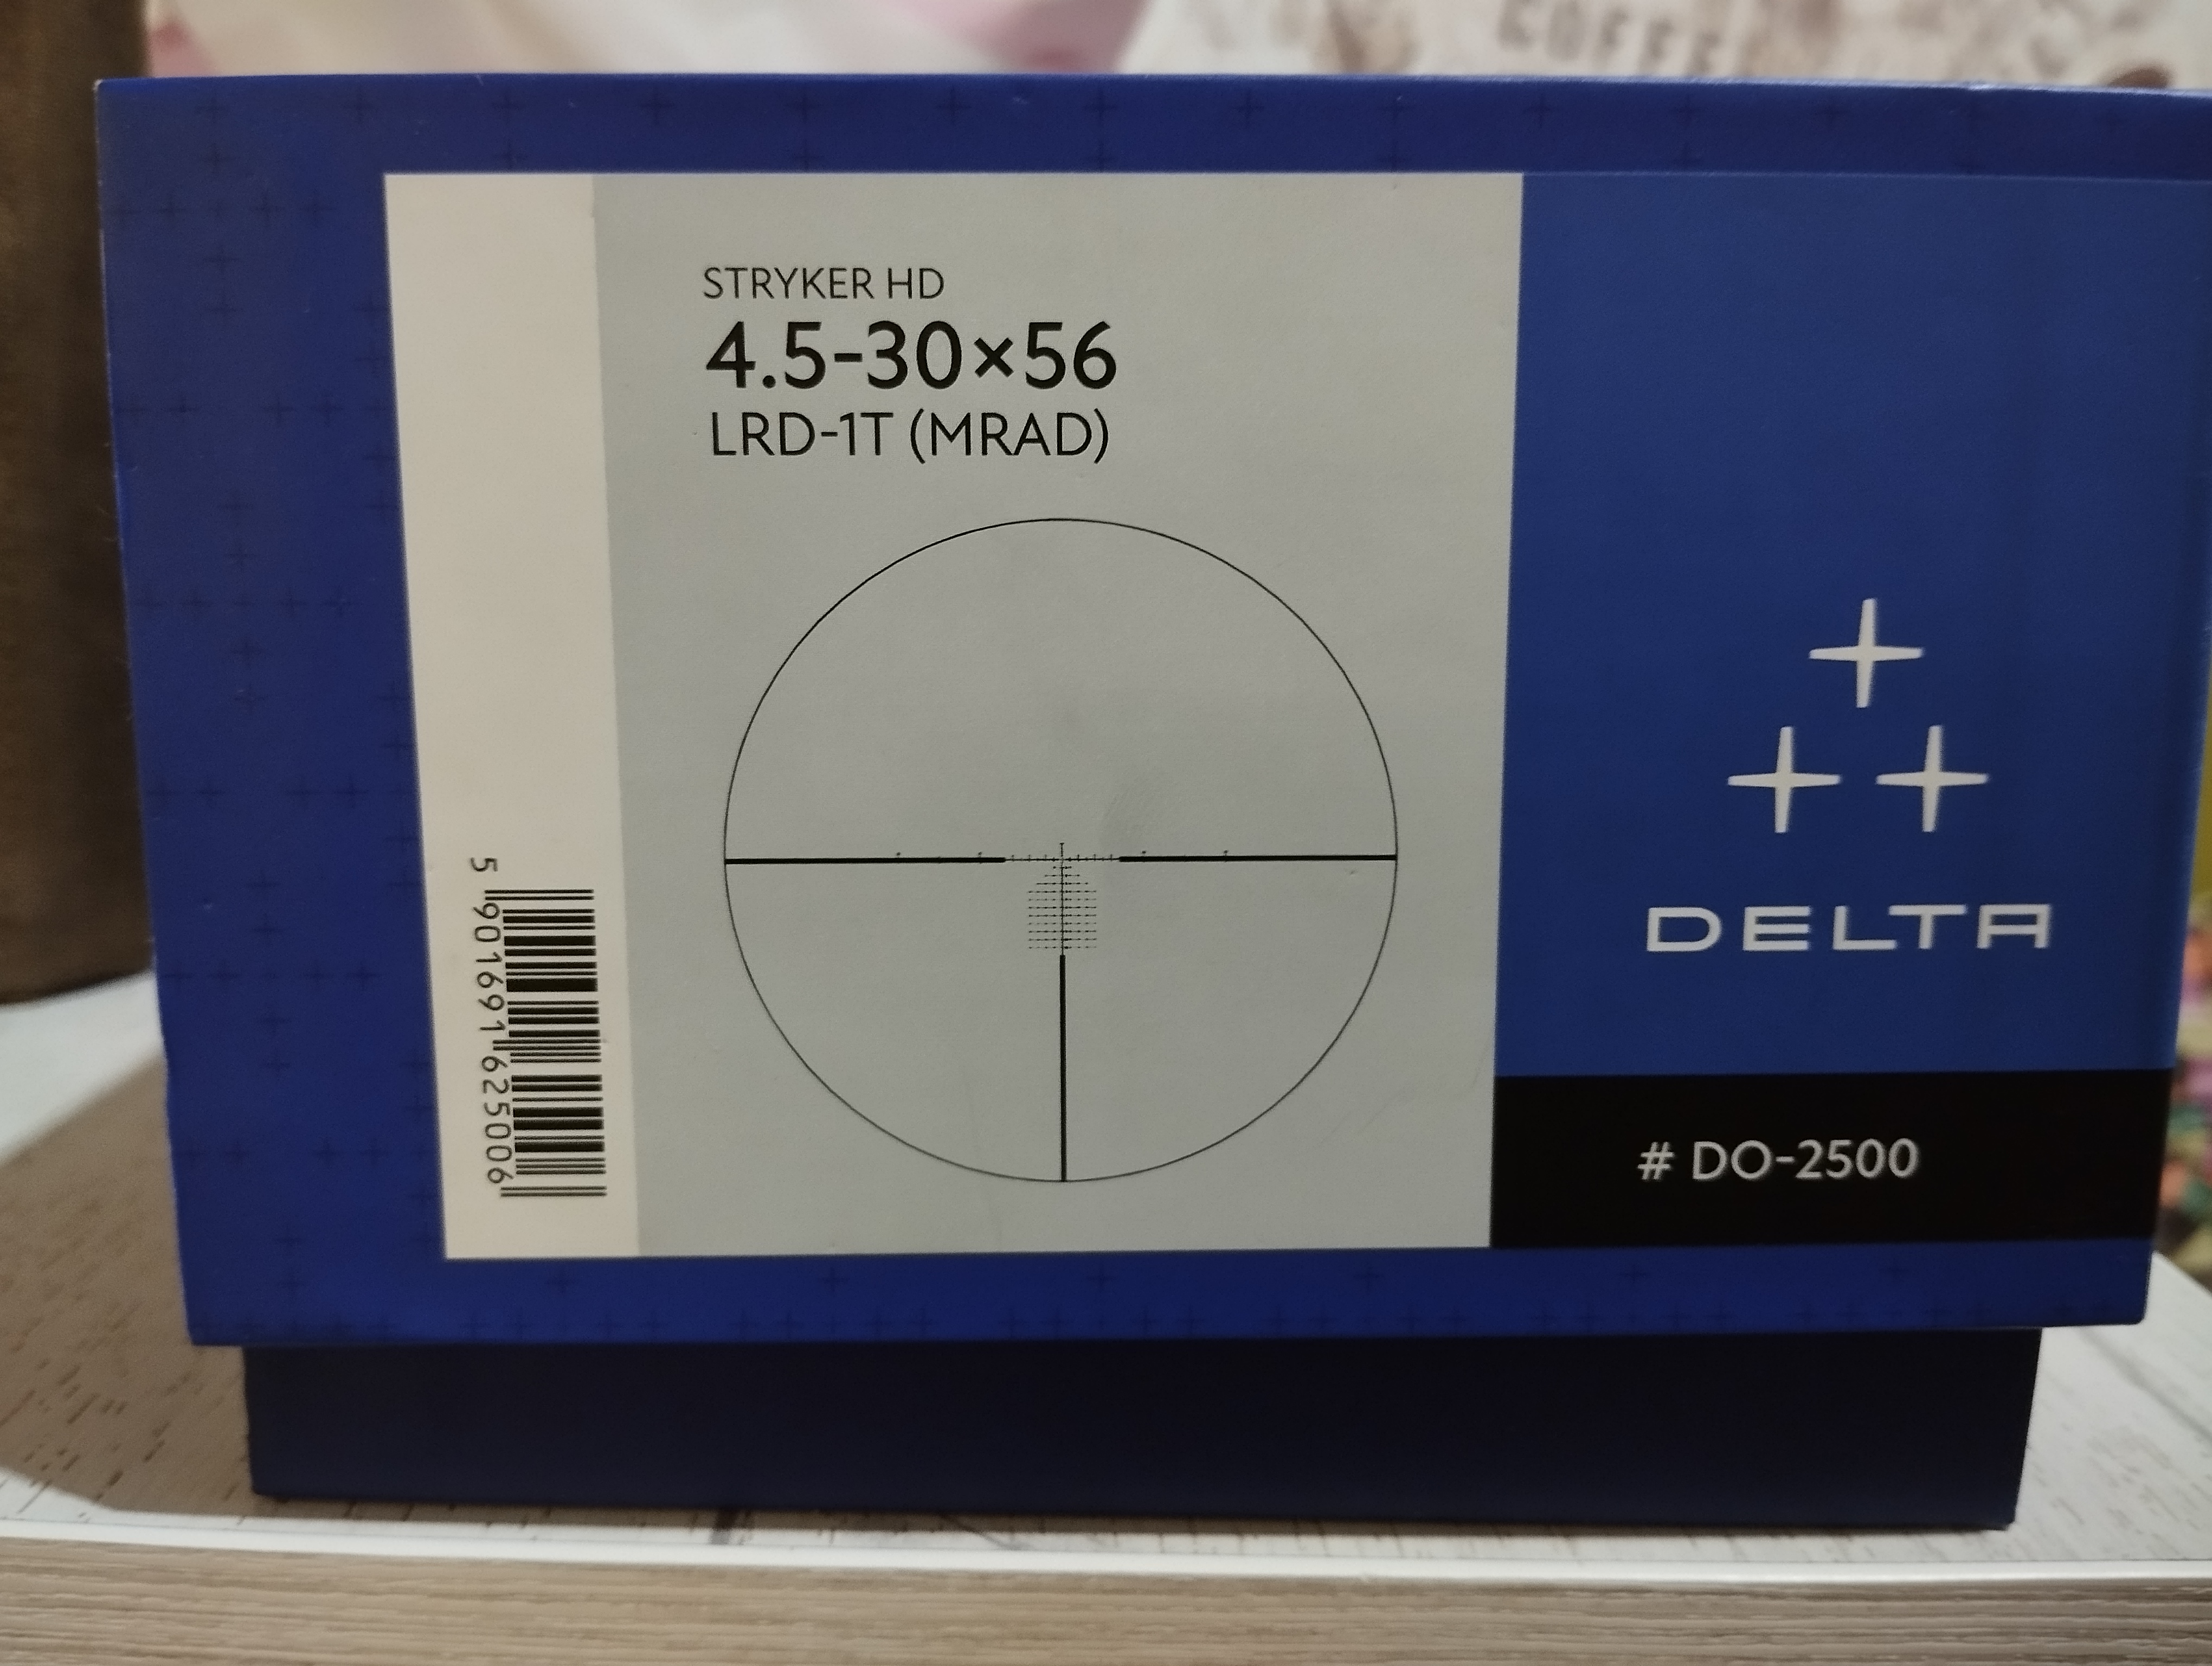 STRYKER HD
4.5-30×56
LRD-1T (MRAD)
5 901691 625006
DELTA
# DO-2500